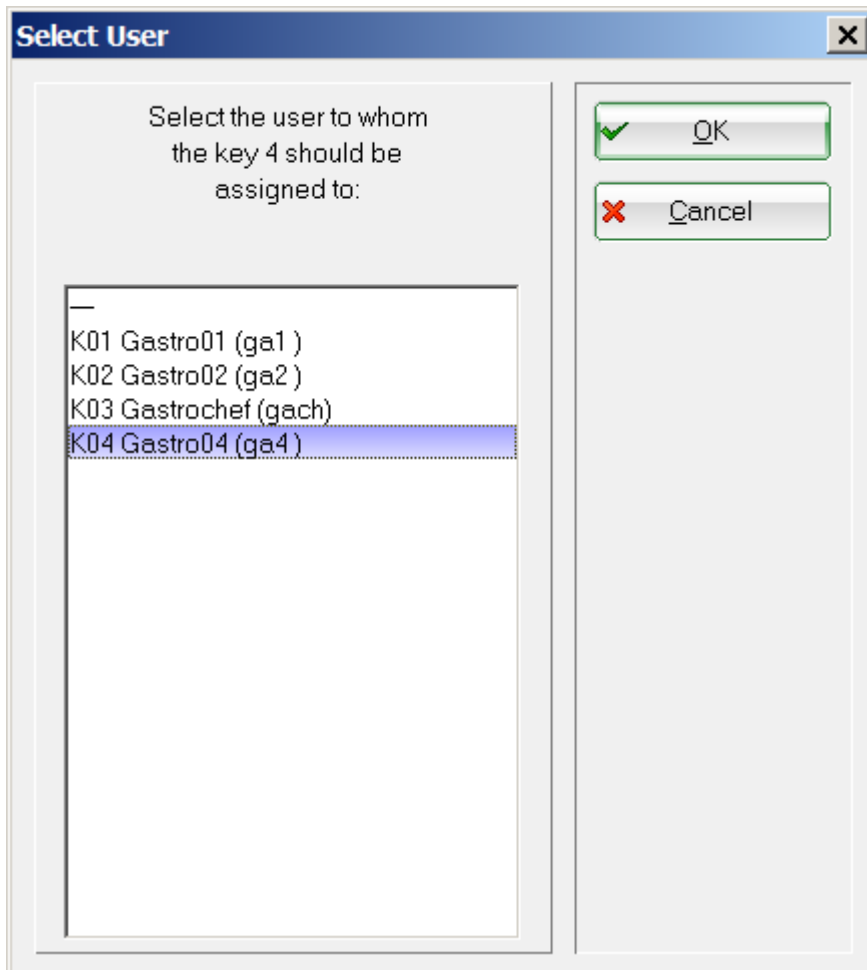 Select User
Select the user to whom
the key 4 should be
assigned to:
OK
Cancel
—
K01 Gastro01 (ga1 )
K02 Gastro02 (ga2 )
K03 Gastrochef (gach)
K04 Gastro04 (ga4 )